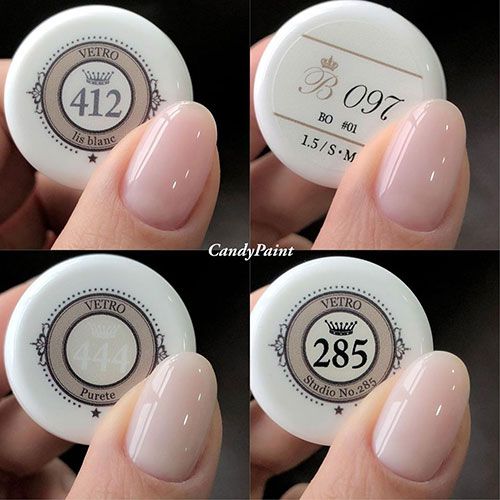 VETRO
412
lis blanc
B 097
BO #01
1.5/S•M
CandyPaint
VETRO
444
Purete
VETRO
285
Studio No.285